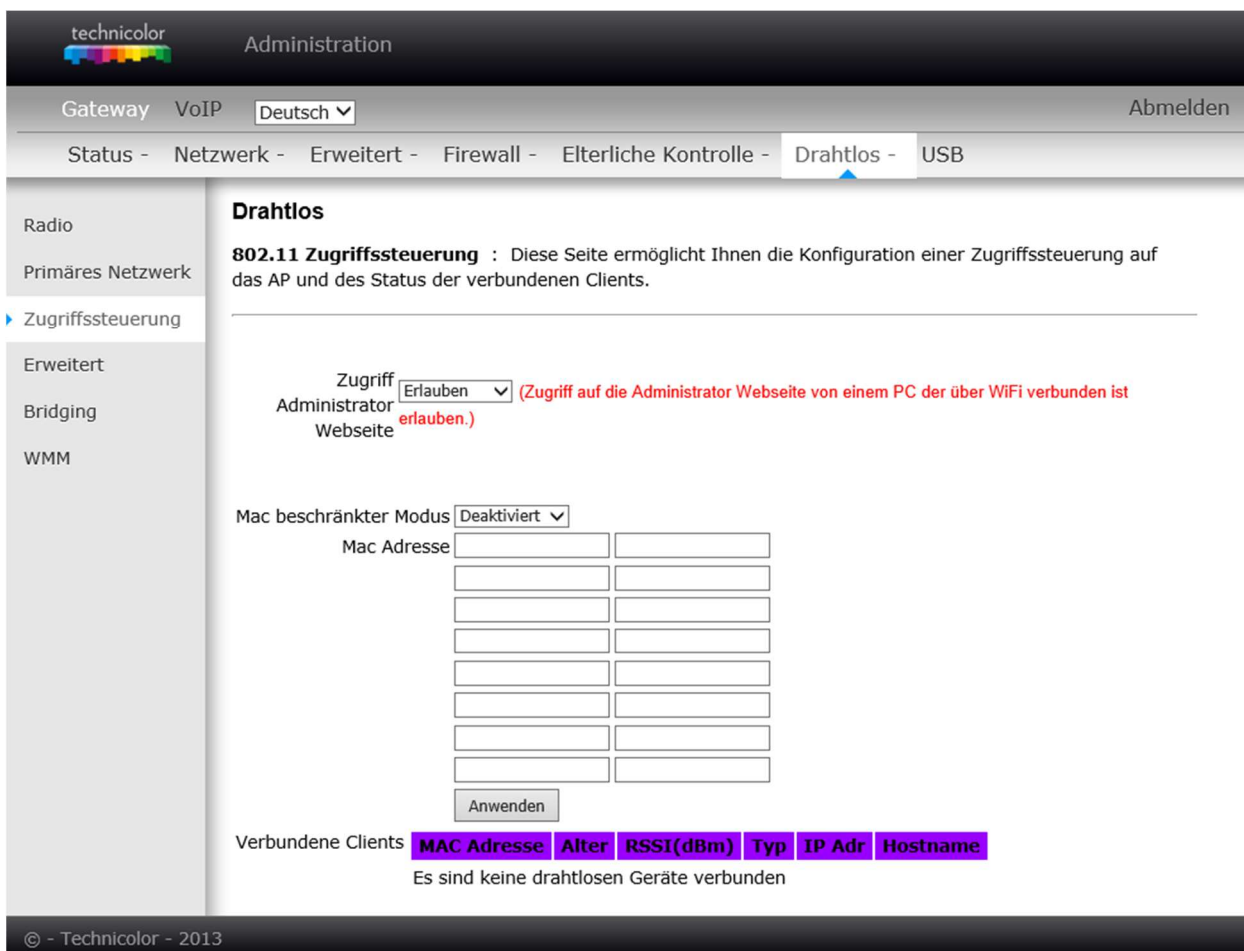 technicolor
Administration
Gateway VoIP Deutsch Abmelden
Status - Netzwerk - Erweitert - Firewall - Elterliche Kontrolle - Drahtlos - USB
Radio
Primäres Netzwerk
Zugriffssteuerung
Erweitert
Bridging
WMM
Drahtlos
802.11 Zugriffssteuerung : Diese Seite ermöglicht Ihnen die Konfiguration einer Zugriffssteuerung auf
das AP und des Status der verbundenen Clients.
Zugriff
Administrator
Webseite
Erlauben (Zugriff auf die Administrator Webseite von einem PC der über WiFi verbunden ist
erlauben.)
Mac beschränkter Modus Deaktiviert
Mac Adresse
Anwenden
Verbundene Clients MAC Adresse Alter RSSI(dBm) Typ IP Adr Hostname
Es sind keine drahtlosen Geräte verbunden
© - Technicolor - 2013